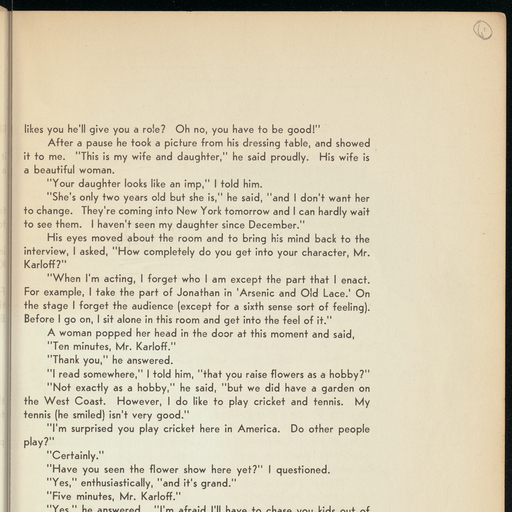 likes you he'll give you a role? Oh no, you have to be good!"
After a pause he took a picture from his dressing table, and showed
it to me. "This is my wife and daughter," he said proudly. His wife is
a beautiful woman.
"Your daughter looks like an imp," I told him.
"She's only two years old but she is," he said, "and I don't want her
to change. They're coming into New York tomorrow and I can hardly wait
to see them. I haven't seen my daughter since December."
His eyes moved about the room and to bring his mind back to the
interview, I asked, "How completely do you get into your character, Mr.
Karloff?"
"When I'm acting, I forget who I am except the part that I enact.
For example, I take the part of Jonathan in 'Arsenic and Old Lace.' On
the stage I forget the audience (except for a sixth sense sort of feeling).
Before I go on, I sit alone in this room and get into the feel of it."
A woman popped her head in the door at this moment and said,
"Ten minutes, Mr. Karloff."
"Thank you," he answered.
"I read somewhere," I told him, "that you raise flowers as a hobby?"
"Not exactly as a hobby," he said, "but we did have a garden on
the West Coast. However, I do like to play cricket and tennis. My
tennis (he smiled) isn't very good."
"I'm surprised you play cricket here in America. Do other people
play?"
"Certainly."
"Have you seen the flower show here yet?" I questioned.
"Yes," enthusiastically, "and it's grand."
"Five minutes, Mr. Karloff."
"Yes," he answered. "I'm afraid I'll have to chase you kids out of